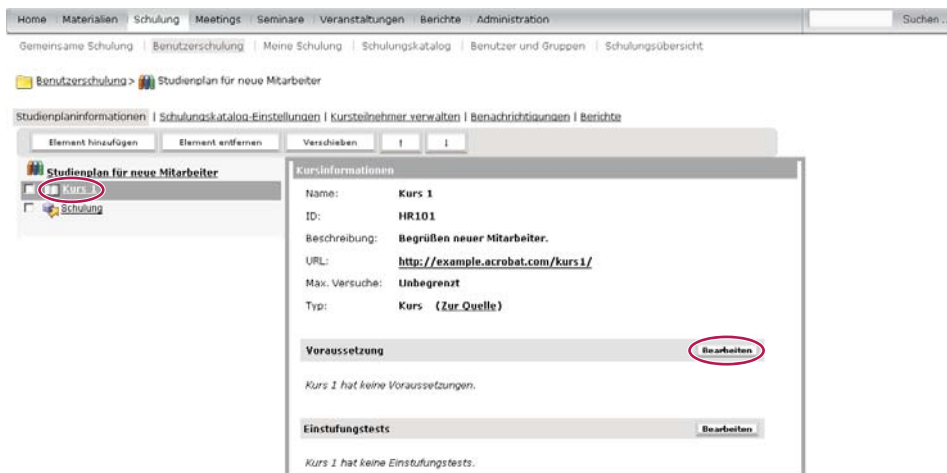 Home Materialien Schulung Meetings Seminare Veranstaltungen Berichte Administration Suchen ..
Gemeinsame Schulung | Benutzerschulung | Meine Schulung | Schulungskatalog | Benutzer und Gruppen | Schulungsübersicht
Benutzerschulung > Studienplan für neue Mitarbeiter
Studienplaninformationen | Schulungskatalog-Einstellungen | Kursteilnehmer verwalten | Benachrichtigungen | Berichte
Element hinzufügen Element entfernen Verschieben ↑ ↓
Studienplan für neue Mitarbeiter
Kurs 1
Schulung
Kursinformationen
Name: Kurs 1
ID: HR101
Beschreibung: Begrüßen neuer Mitarbeiter.
URL: http://example.acrobat.com/kurs1/
Max. Versuche: Unbegrenzt
Typ: Kurs (Zur Quelle)
Voraussetzung Bearbeiten
Kurs 1 hat keine Voraussetzungen.
Einstufungstests Bearbeiten
Kurs 1 hat keine Einstufungstests.